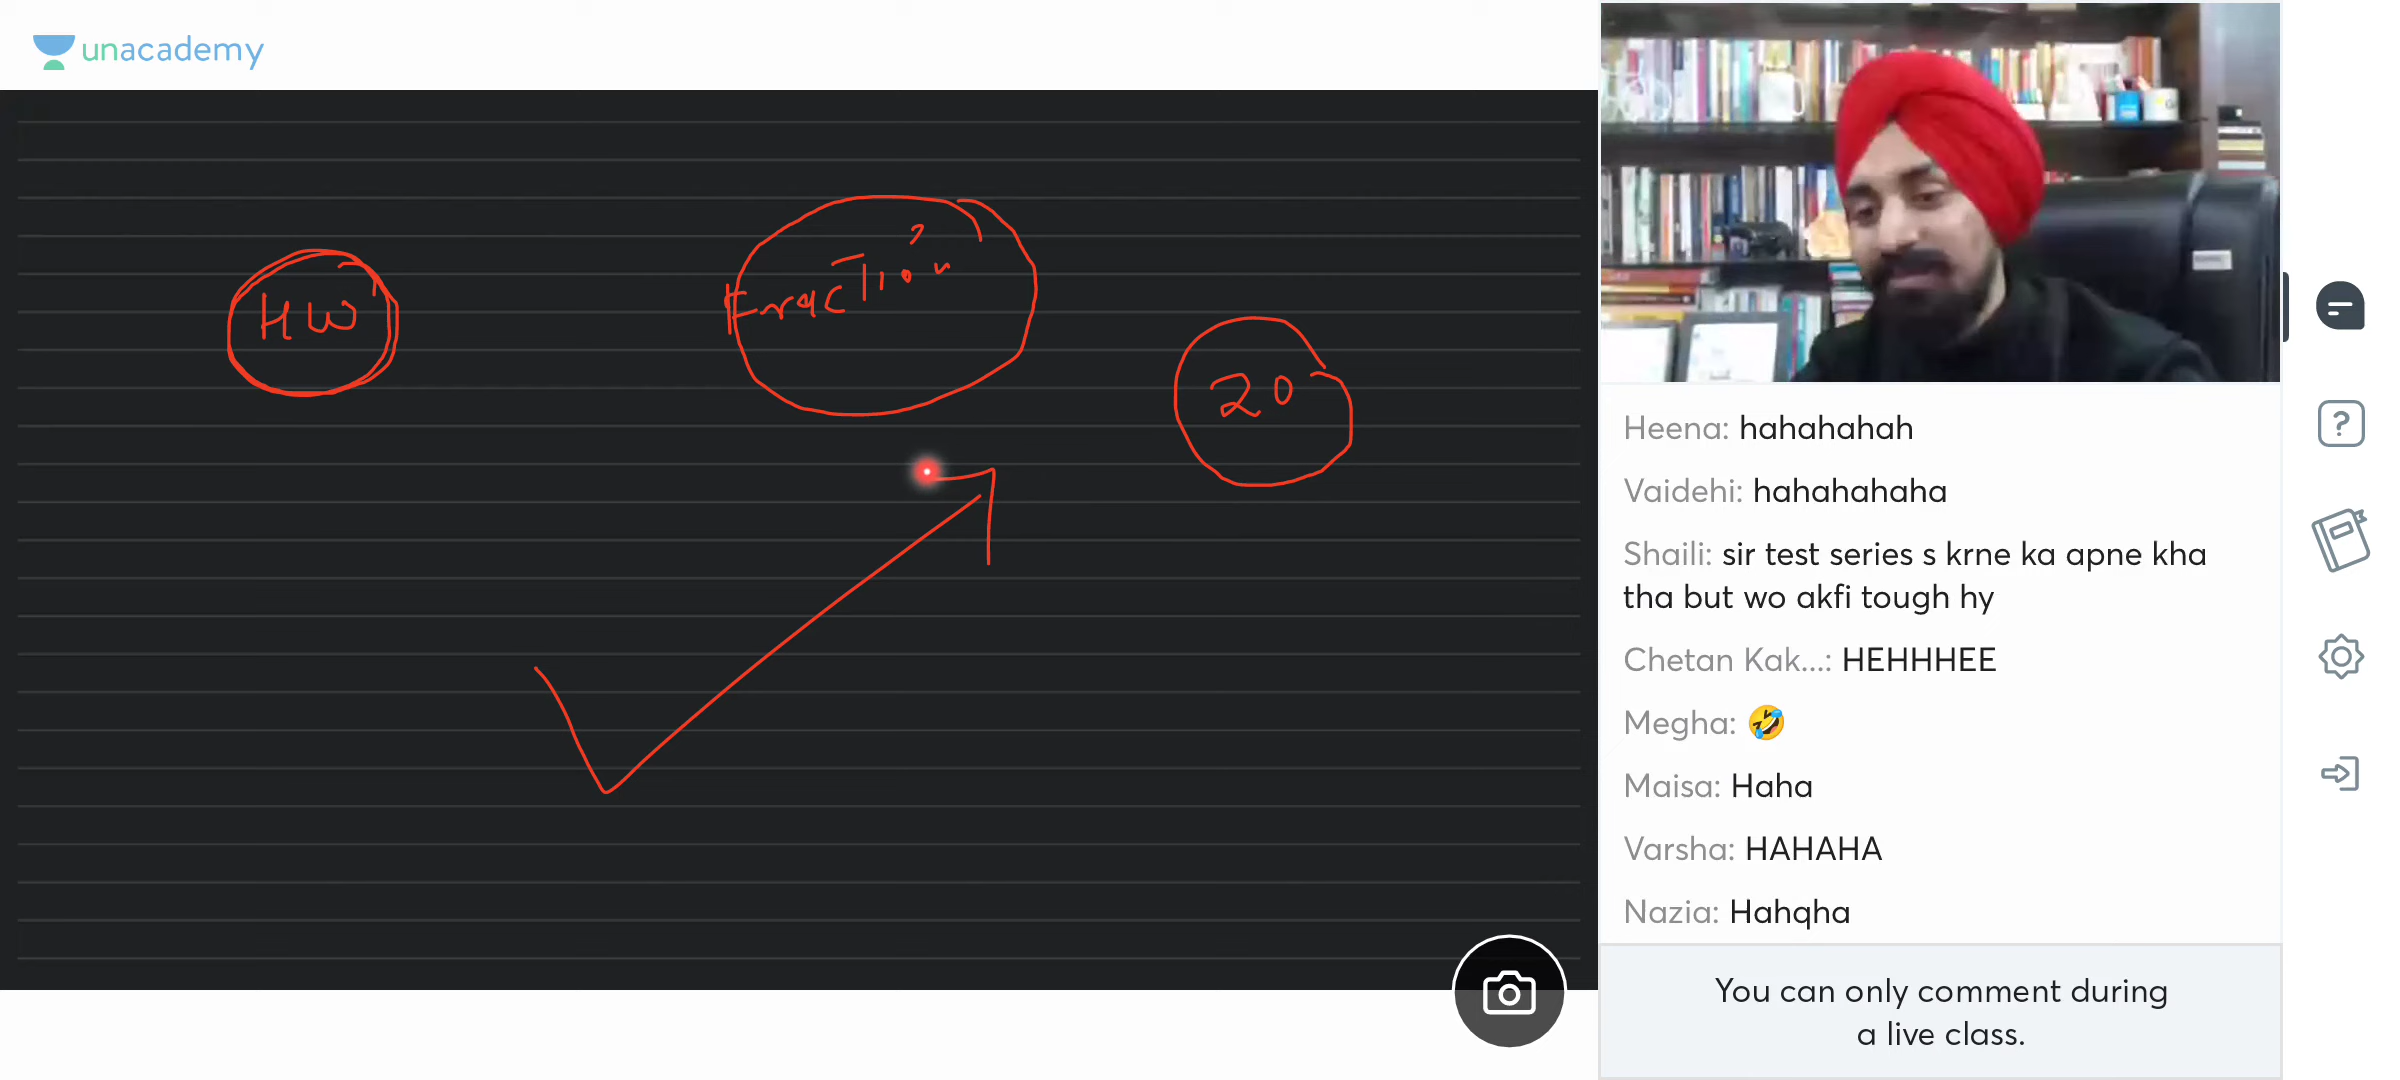 unacademy
HW
Fraction
20
Heena: hahahahah
Vaidehi: hahahahaha
Shaili: sir test series s krne ka apne kha
tha but wo akfi tough hy
Chetan Kak...: HEHHHEE
Megha: 🤣
Maisa: Haha
Varsha: HAHAHA
Nazia: Hahqha
You can only comment during
a live class.